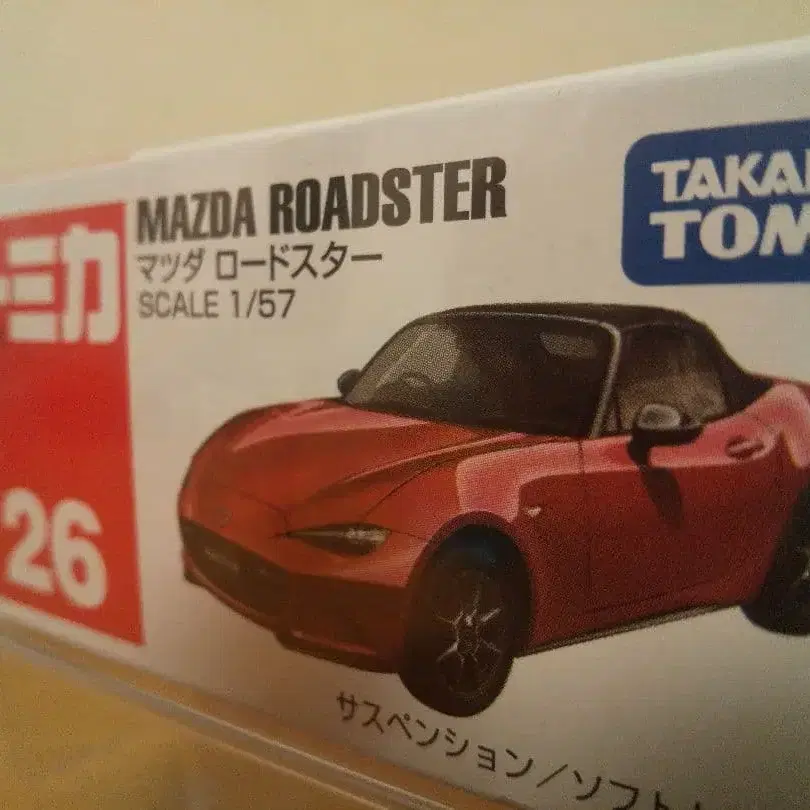 トミカ
26
MAZDA ROADSTER
マツダ ロードスター
SCALE 1/57
TAKA
TOM
サスペンション/ソフト